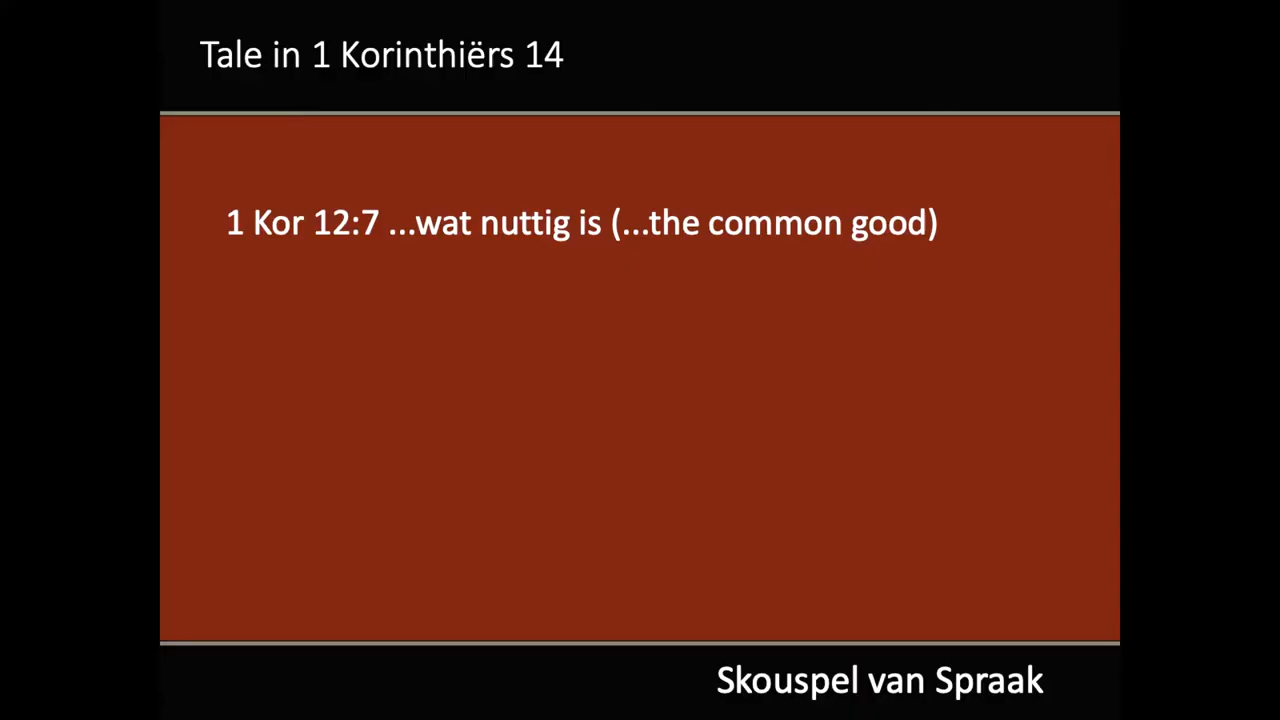 Tale in 1 Korinthiërs 14
1 Kor 12:7 ...wat nuttig is (...the common good)
Skouspel van Spraak